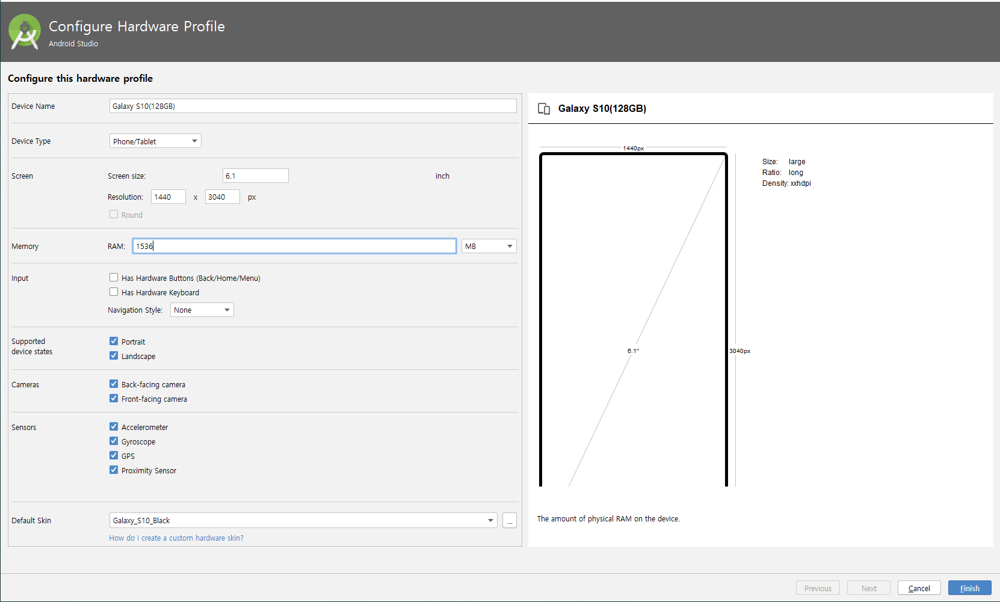 Configure Hardware Profile
Android Studio
Configure this hardware profile
Device Name Galaxy S10(128GB)
Device Type Phone/Tablet
Screen Screen size: 6.1 inch
Resolution: 1440 x 3040 px
Round
Memory RAM: 1536 MB
Input Has Hardware Buttons (Back/Home/Menu)
Has Hardware Keyboard
Navigation Style: None
Supported device states
Portrait
Landscape
Cameras Back-facing camera
Front-facing camera
Sensors Accelerometer
Gyroscope
GPS
Proximity Sensor
Default Skin Galaxy_S10_Black ...
How do I create a custom hardware skin?
Galaxy S10(128GB)
1440px
Size: large
Ratio: long
Density: xxhdpi
6.1"
3040px
The amount of physical RAM on the device.
Previous Next Cancel Finish